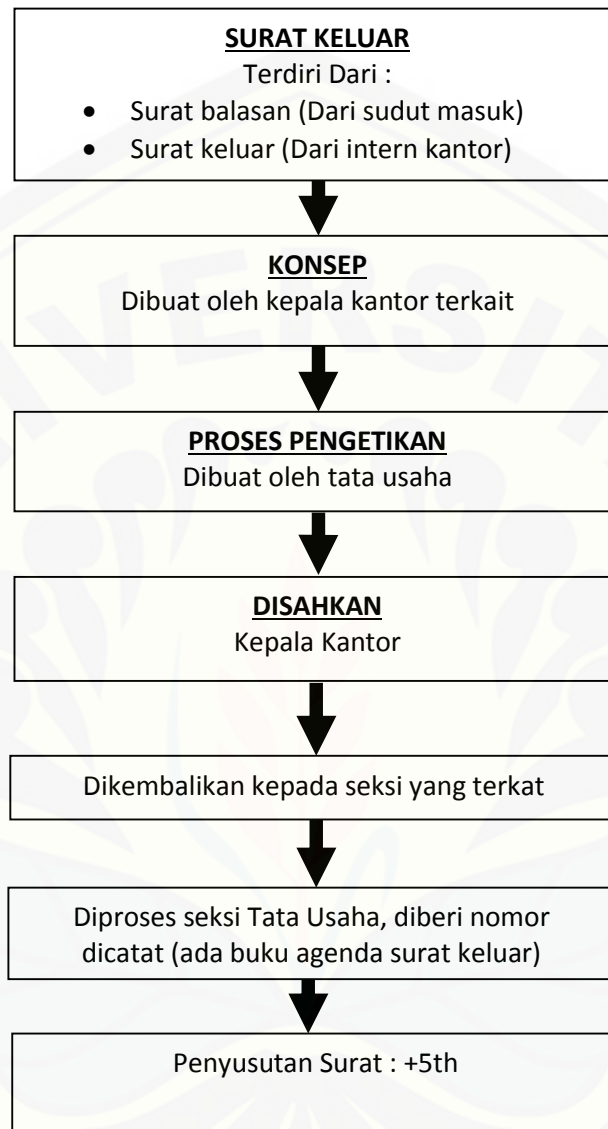 SURAT KELUAR
Terdiri Dari :
• Surat balasan (Dari sudut masuk)
• Surat keluar (Dari intern kantor)
KONSEP
Dibuat oleh kepala kantor terkait
PROSES PENGETIKAN
Dibuat oleh tata usaha
DISAHKAN
Kepala Kantor
Dikembalikan kepada seksi yang terkat
Diproses seksi Tata Usaha, diberi nomor
dicatat (ada buku agenda surat keluar)
Penyusutan Surat : +5th